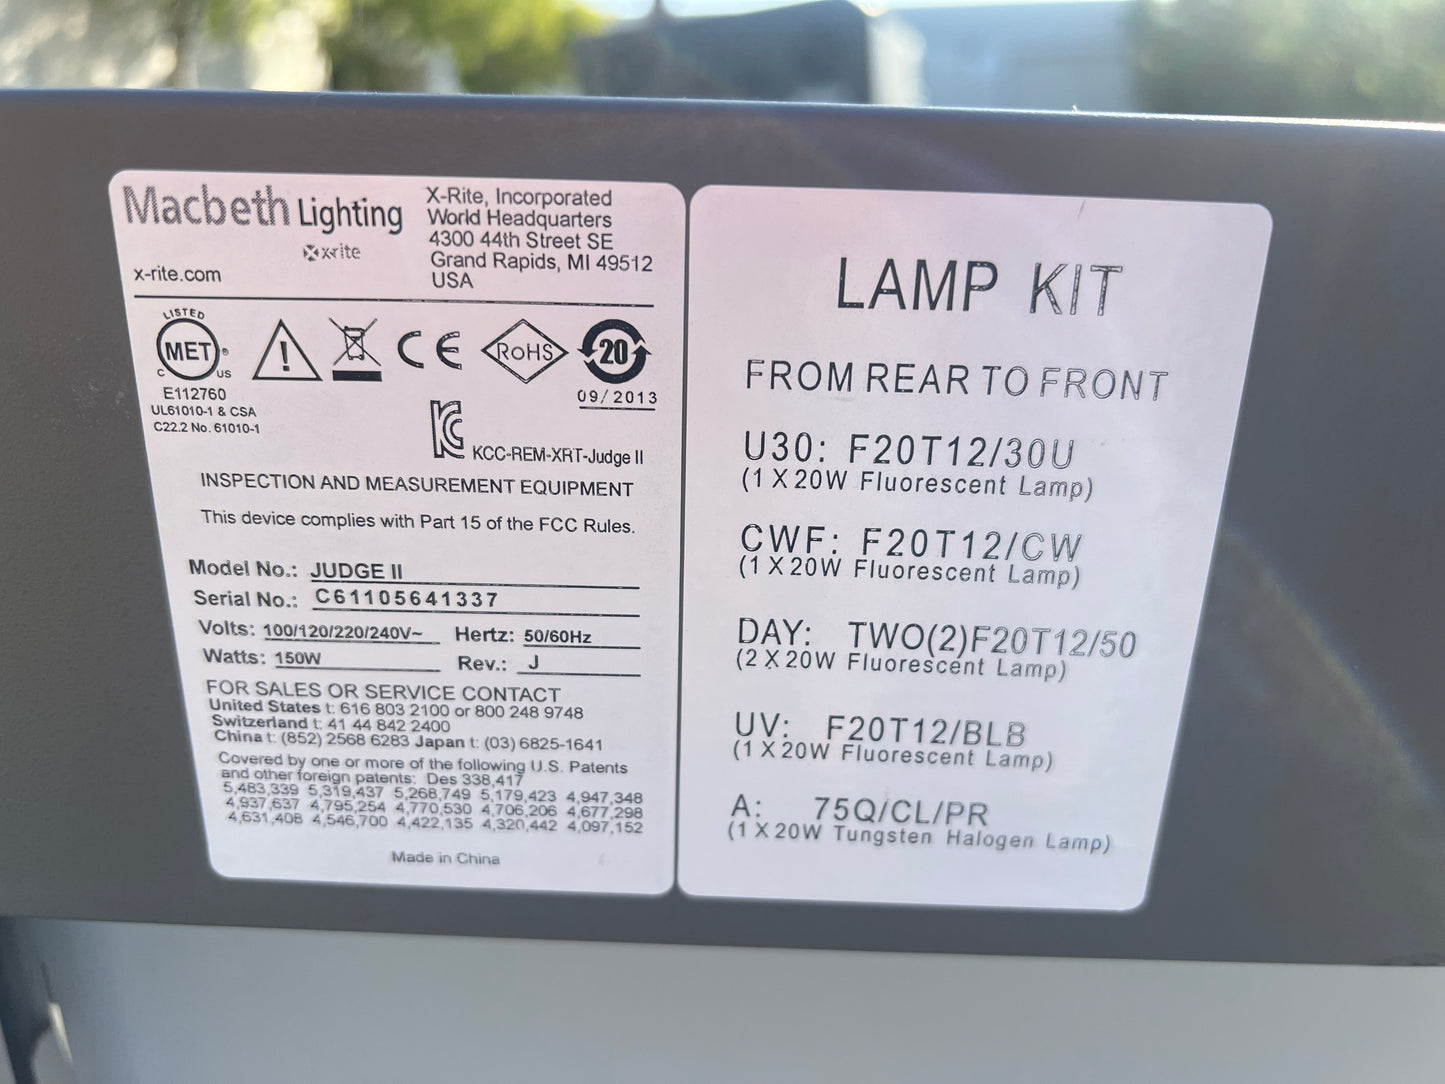 Macbeth Lighting
x-rite
x-rite.com
X-Rite, Incorporated
World Headquarters
4300 44th Street SE
Grand Rapids, MI 49512
USA
LISTED
MET®
C US
E112760
UL61010-1 & CSA
C22.2 No. 61010-1
!
CE
RoHS
20
09/2013
KC
KCC-REM-XRT-Judge II
INSPECTION AND MEASUREMENT EQUIPMENT
This device complies with Part 15 of the FCC Rules.
Model No.: JUDGE II
Serial No.: C61105641337
Volts: 100/120/220/240V~ Hertz: 50/60Hz
Watts: 150W Rev.: J
FOR SALES OR SERVICE CONTACT
United States t: 616 803 2100 or 800 248 9748
Switzerland t: 41 44 842 2400
China t: (852) 2568 6283 Japan t: (03) 6825-1641
Covered by one or more of the following U.S. Patents
and other foreign patents: Des 338,417
5,483,339 5,319,437 5,268,749 5,179,423 4,947,348
4,937,637 4,795,254 4,770,530 4,706,206 4,677,298
4,631,408 4,546,700 4,422,135 4,320,442 4,097,152
Made in China
LAMP KIT
FROM REAR TO FRONT
U30: F20T12/30U
(1 X 20W Fluorescent Lamp)
CWF: F20T12/CW
(1 X 20W Fluorescent Lamp)
DAY: TWO(2)F20T12/50
(2 X 20W Fluorescent Lamp)
UV: F20T12/BLB
(1 X 20W Fluorescent Lamp)
A: 75Q/CL/PR
(1 X 20W Tungsten Halogen Lamp)